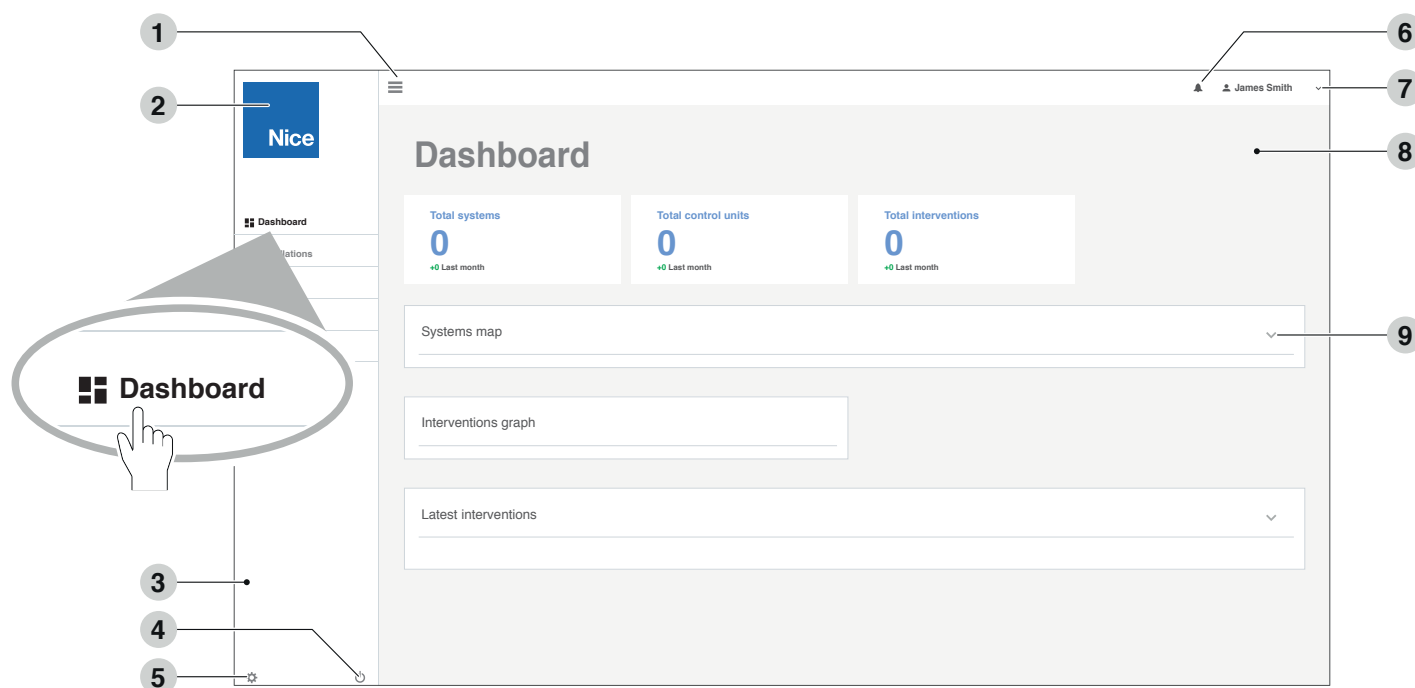 1
6
2
Nice
James Smith
7
Dashboard
8
Dashboard
Total systems
Total control units
Total interventions
0
0
0
+0 Last month
+0 Last month
+0 Last month
Systems map
9
Dashboard
Interventions graph
Latest interventions
3
4
5